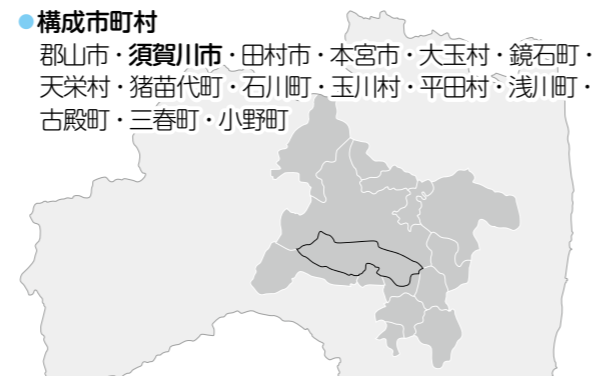 ●構成市町村
郡山市・須賀川市・田村市・本宮市・大玉村・鏡石町・
天栄村・猪苗代町・石川町・玉川村・平田村・浅川町・
古殿町・三春町・小野町